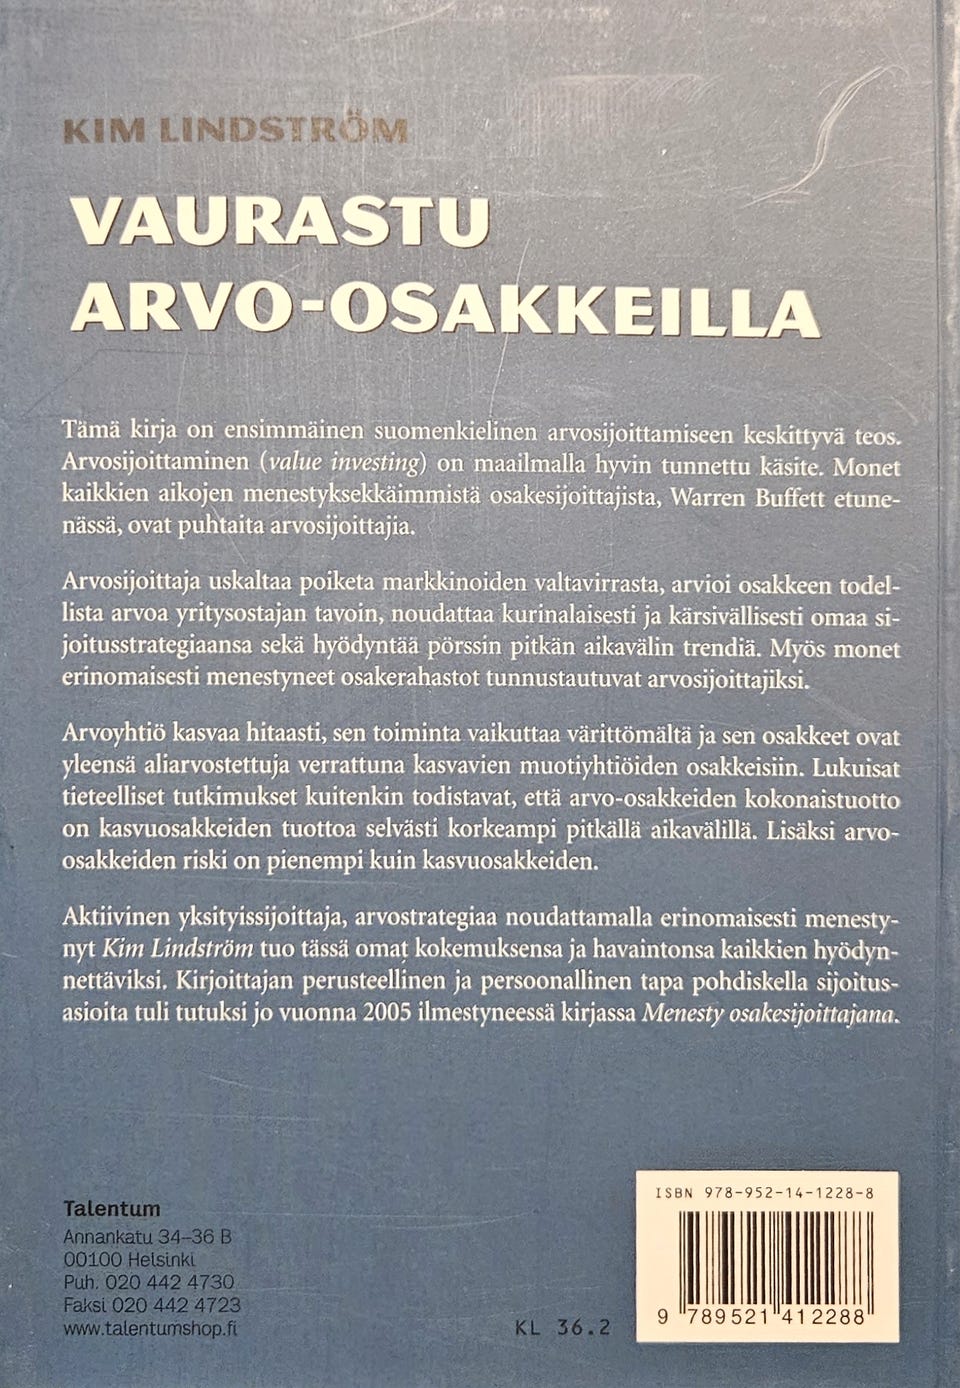 KIM LINDSTRÖM
VAURASTU
ARVO-OSAKKEILLA
Tämä kirja on ensimmäinen suomenkielinen arvosijoittamiseen keskittyvä teos.
Arvosijoittaminen (value investing) on maailmalla hyvin tunnettu käsite. Monet
kaikkien aikojen menestyksekkäimmistä osakesijoittajista, Warren Buffett etune-
nässä, ovat puhtaita arvosijoittajia.
Arvosijoittaja uskaltaa poiketa markkinoiden valtavirrasta, arvioi osakkeen todel-
lista arvoa yritysostajan tavoin, noudattaa kurinalaisesti ja kärsivällisesti omaa si-
joitusstrategiaansa sekä hyödyntää pörssin pitkän aikavälin trendiä. Myös monet
erinomaisesti menestyneet osakerahastot tunnustautuvat arvosijoittajiksi.
Arvoyhtiö kasvaa hitaasti, sen toiminta vaikuttaa värittömältä ja sen osakkeet ovat
yleensä aliarvostettuja verrattuna kasvavien muotiyhtiöiden osakkeisiin. Lukuisat
tieteelliset tutkimukset kuitenkin todistavat, että arvo-osakkeiden kokonaistuotto
on kasvuosakkeiden tuottoa selvästi korkeampi pitkällä aikavälillä. Lisäksi arvo-
osakkeiden riski on pienempi kuin kasvuosakkeiden.
Aktiivinen yksityissijoittaja, arvostrategiaa noudattamalla erinomaisesti menesty-
nyt Kim Lindström tuo tässä omat kokemuksensa ja havaintonsa kaikkien hyödyn-
nettäviksi. Kirjoittajan perusteellinen ja persoonallinen tapa pohdiskella sijoitus-
asioita tuli tutuksi jo vuonna 2005 ilmestyneessä kirjassa Menesty osakesijoittajana.
Talentum
Annankatu 34–36 B
00100 Helsinki
Puh. 020 442 4730
Faksi 020 442 4723
www.talentumshop.fi
KL 36.2
ISBN 978-952-14-1228-8
9 789521 412288